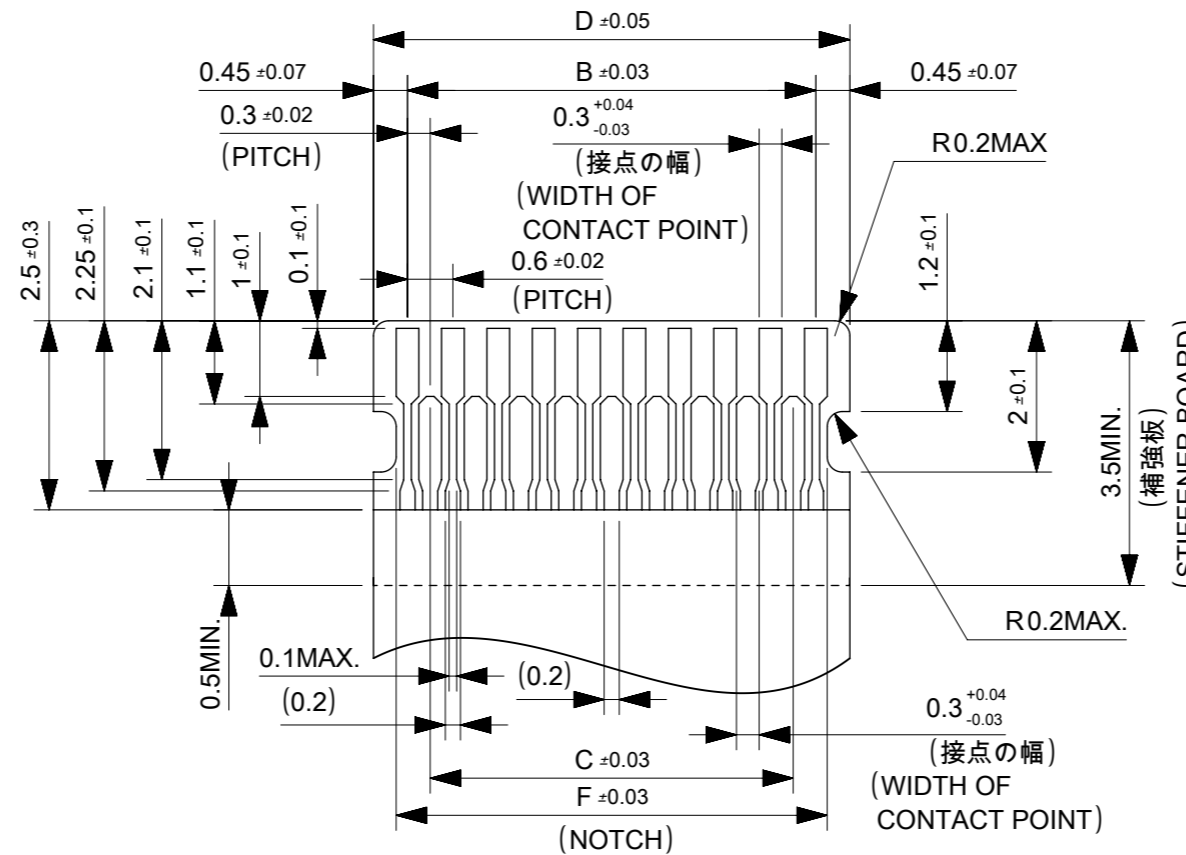 D ±0.05
0.45 ±0.07
B ±0.03
0.45 ±0.07
0.3 ±0.02
(PITCH)
0.3 +0.04 -0.03
(接点の幅)
(WIDTH OF
CONTACT POINT)
R0.2MAX
0.6 ±0.02
(PITCH)
2.5 ±0.3
2.25 ±0.1
2.1 ±0.1
1.1 ±0.1
1 ±0.1
0.1 ±0.1
1.2 ±0.1
2 ±0.1
3.5MIN.
(補強板)
(STIFFENER BOARD)
0.5MIN.
0.1MAX.
(0.2)
(0.2)
R0.2MAX.
0.3 +0.04 -0.03
(接点の幅)
(WIDTH OF
CONTACT POINT)
C ±0.03
F ±0.03
(NOTCH)